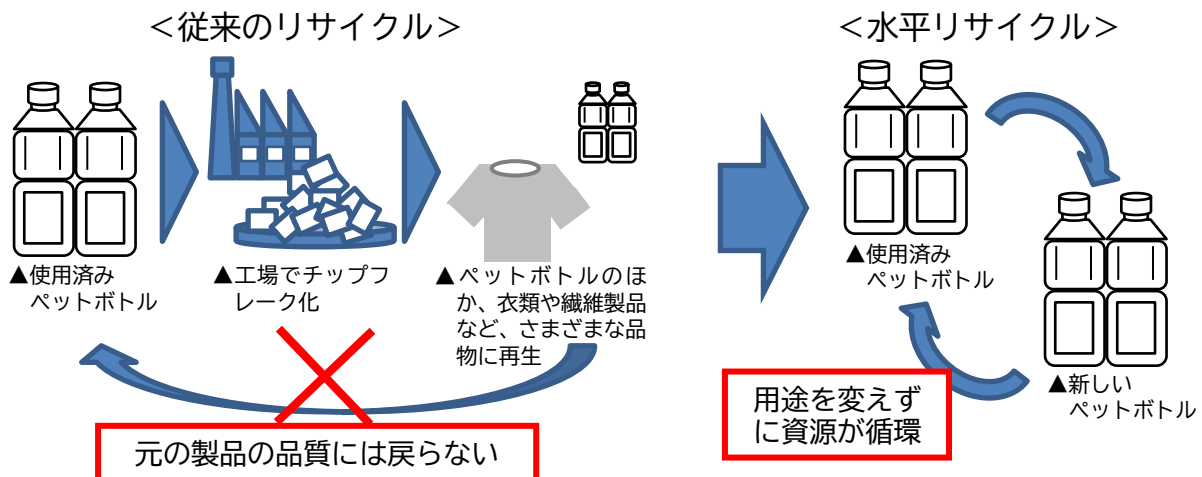 ＜従来のリサイクル＞
▲使用済み
ペットボトル
▲工場でチップフ
レーク化
▲ペットボトルのほ
か、衣類や繊維製品
など、さまざまな品
物に再生
元の製品の品質には戻らない
＜水平リサイクル＞
▲使用済み
ペットボトル
▲新しい
ペットボトル
用途を変えず
に資源が循環